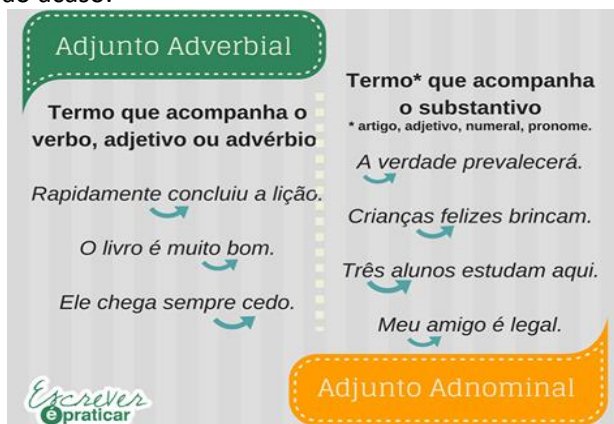 ao acaso.
Adjunto Adverbial
Termo que acompanha o
verbo, adjetivo ou advérbio
Rapidamente concluiu a lição.
O livro é muito bom.
Ele chega sempre cedo.
Termo* que acompanha
o substantivo
* artigo, adjetivo, numeral, pronome.
A verdade prevalecerá.
Crianças felizes brincam.
Três alunos estudam aqui.
Meu amigo é legal.
Adjunto Adnominal
Escrever
é praticar